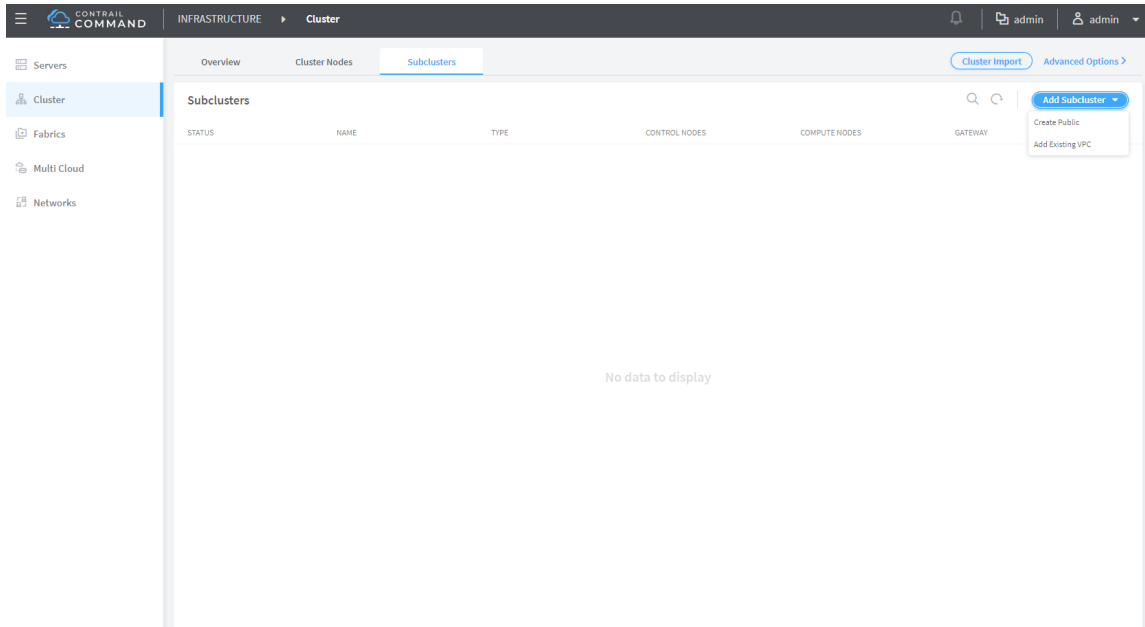 CONTRAIL
COMMAND
INFRASTRUCTURE Cluster
admin
admin
Servers
Cluster
Fabrics
Multi Cloud
Networks
Overview Cluster Nodes Subclusters
Cluster Import Advanced Options >
Subclusters
Add Subcluster
Create Public
Add Existing VPC
STATUS NAME TYPE CONTROL NODES COMPUTE NODES GATEWAY
No data to display